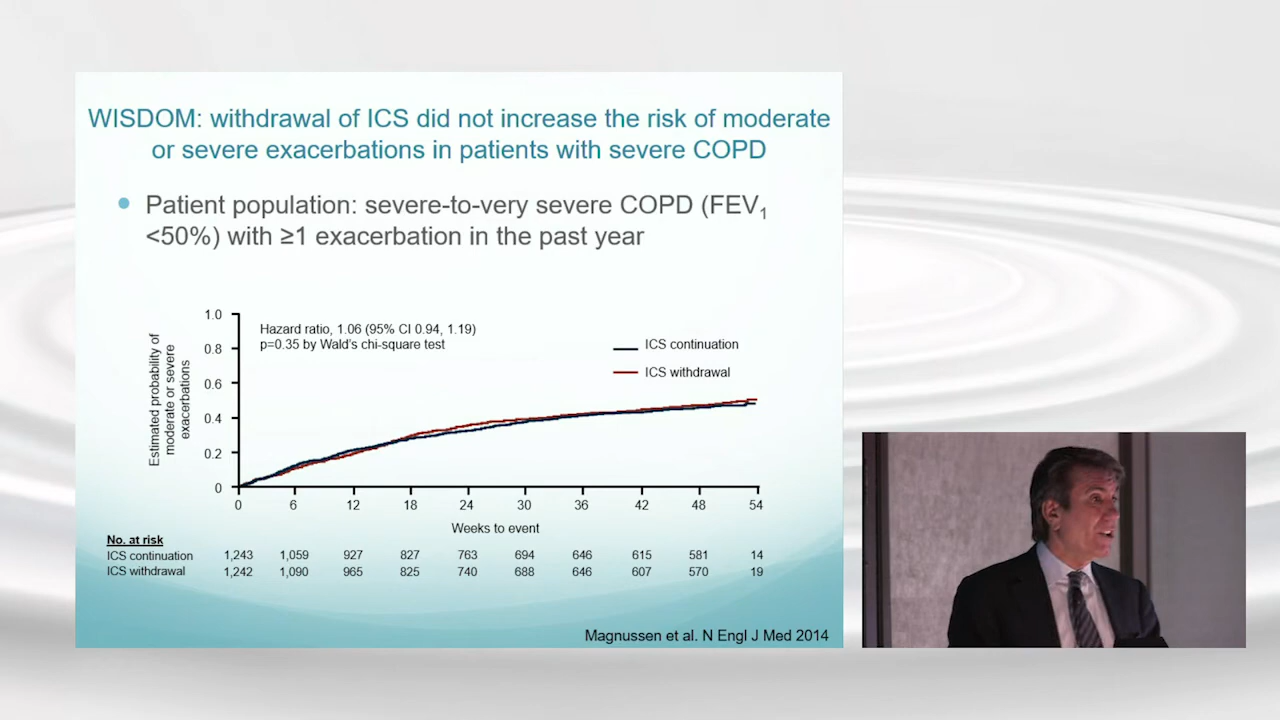 WISDOM: withdrawal of ICS did not increase the risk of moderate
or severe exacerbations in patients with severe COPD
• Patient population: severe-to-very severe COPD (FEV₁
<50%) with ≥1 exacerbation in the past year
Estimated probability of
moderate or severe
exacerbations
1.0
0.8
0.6
0.4
0.2
0
Hazard ratio, 1.06 (95% CI 0.94, 1.19)
p=0.35 by Wald's chi-square test
ICS continuation
ICS withdrawal
0 6 12 18 24 30 36 42 48 54
Weeks to event
No. at risk
ICS continuation 1,243 1,059 927 827 763 694 646 615 581 14
ICS withdrawal 1,242 1,090 965 825 740 688 646 607 570 19
Magnussen et al. N Engl J Med 2014